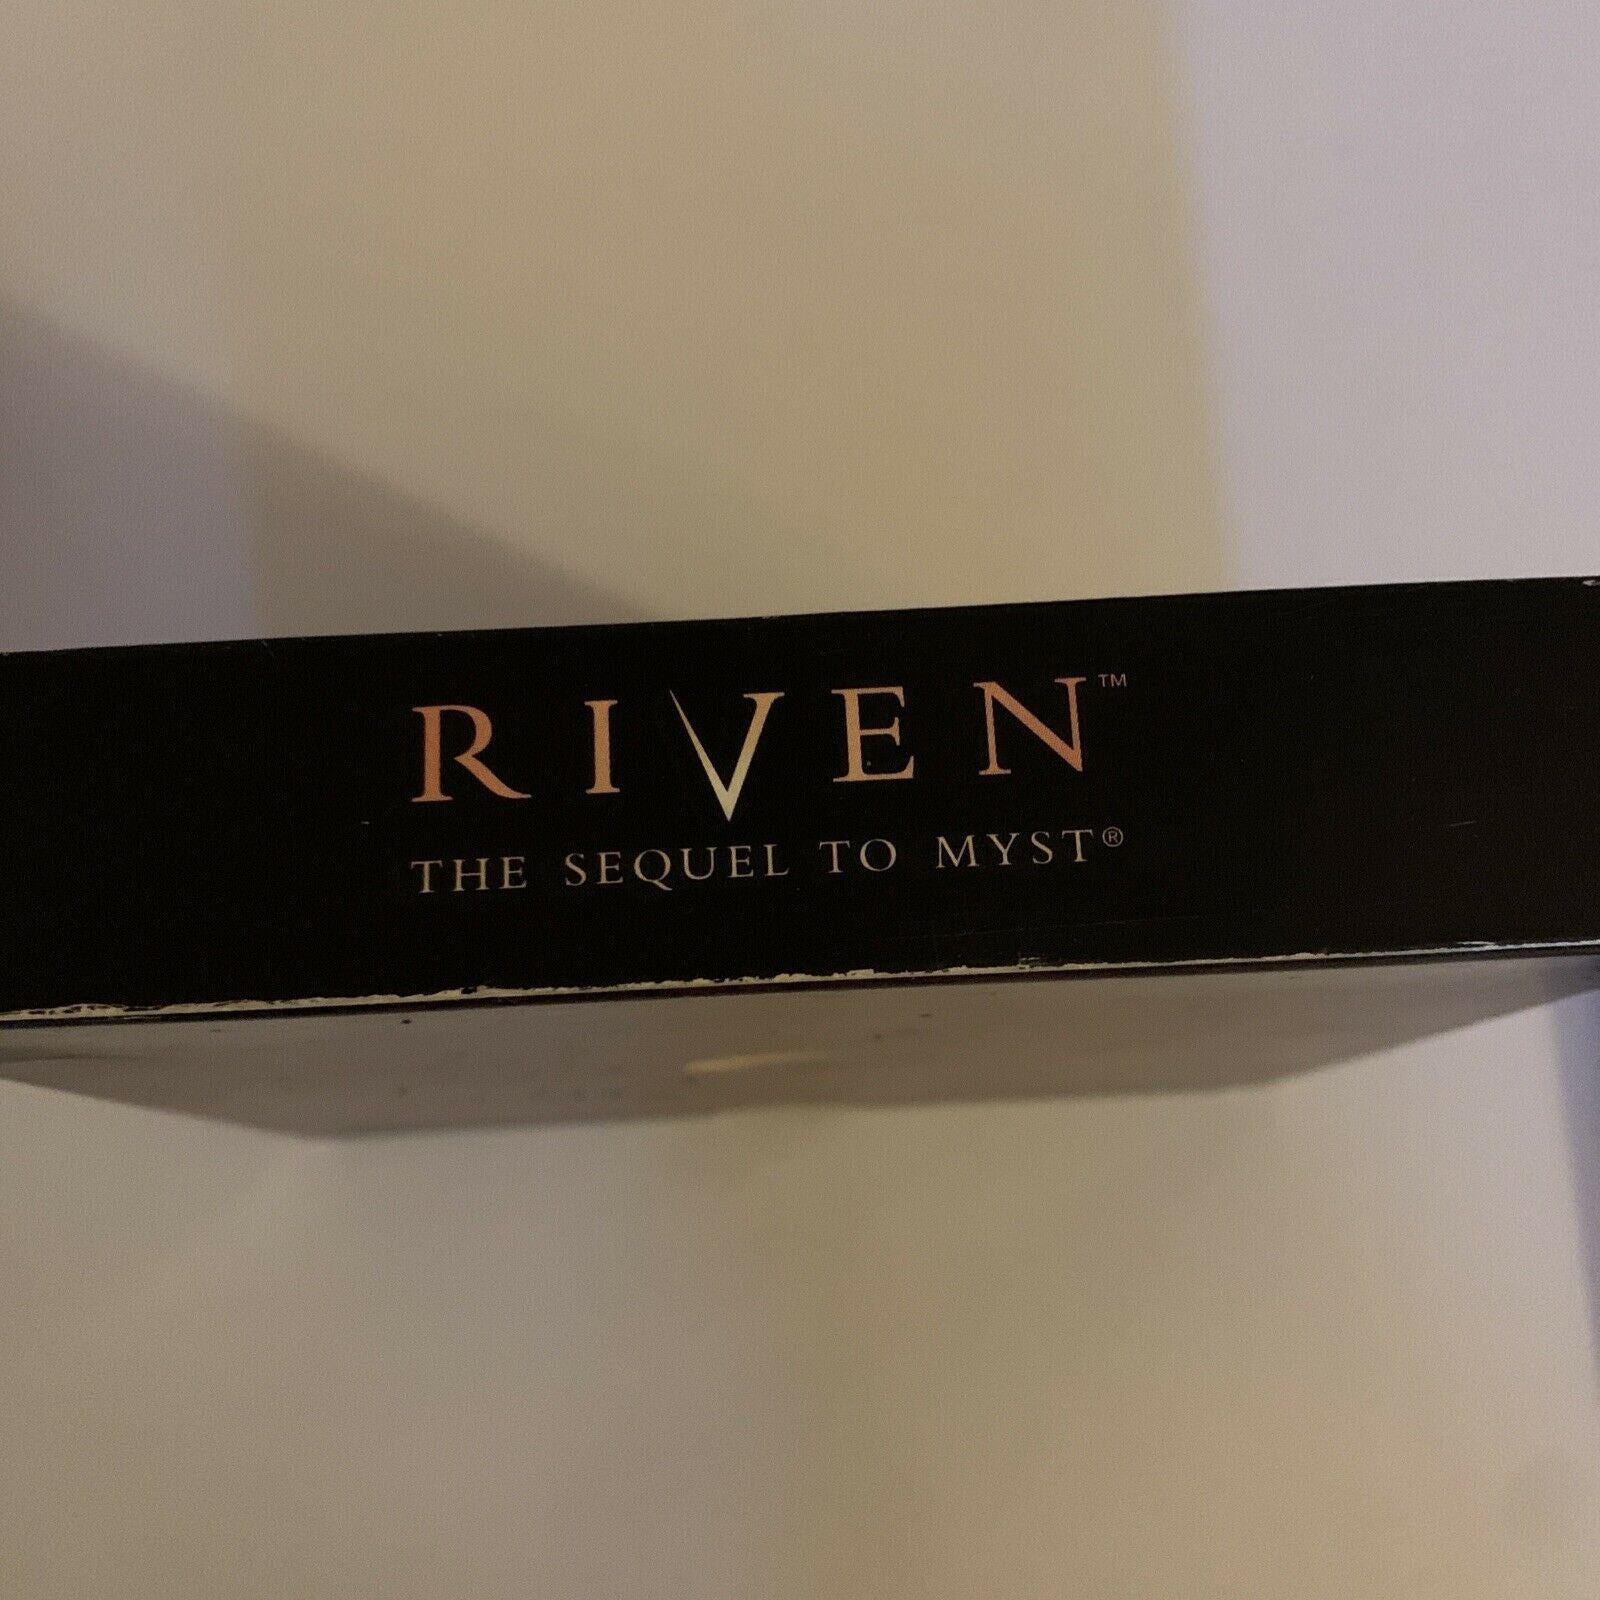 RIVEN™
THE SEQUEL TO MYST®